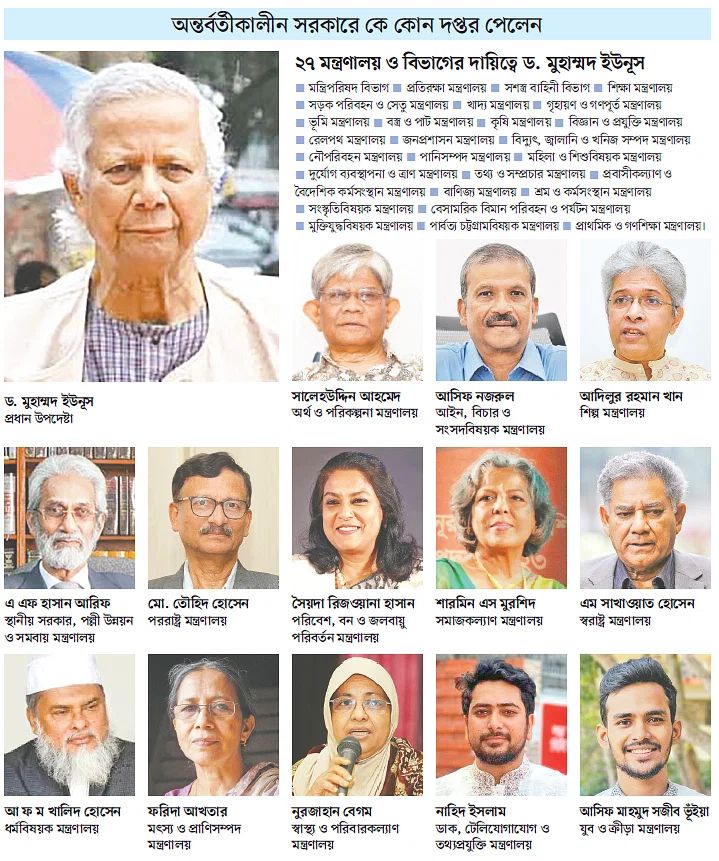 অন্তর্বর্তীকালীন সরকারে কে কোন দপ্তর পেলেন
২৭ মন্ত্রণালয় ও বিভাগের দায়িত্বে ড. মুহাম্মদ ইউনূস
■ মন্ত্রিপরিষদ বিভাগ ■ প্রতিরক্ষা মন্ত্রণালয় ■ সশস্ত্র বাহিনী বিভাগ ■ শিক্ষা মন্ত্রণালয়
■ সড়ক পরিবহন ও সেতু মন্ত্রণালয় ■ খাদ্য মন্ত্রণালয় ■ গৃহায়ণ ও গণপূর্ত মন্ত্রণালয়
■ ভূমি মন্ত্রণালয় ■ বস্ত্র ও পাট মন্ত্রণালয় ■ কৃষি মন্ত্রণালয় ■ বিজ্ঞান ও প্রযুক্তি মন্ত্রণালয়
■ রেলপথ মন্ত্রণালয় ■ জনপ্রশাসন মন্ত্রণালয় ■ বিদ্যুৎ, জ্বালানি ও খনিজ সম্পদ মন্ত্রণালয়
■ নৌপরিবহন মন্ত্রণালয় ■ পানিসম্পদ মন্ত্রণালয় ■ মহিলা ও শিশুবিষয়ক মন্ত্রণালয়
■ দুর্যোগ ব্যবস্থাপনা ও ত্রাণ মন্ত্রণালয় ■ তথ্য ও সম্প্রচার মন্ত্রণালয় ■ প্রবাসীকল্যাণ ও
বৈদেশিক কর্মসংস্থান মন্ত্রণালয় ■ বাণিজ্য মন্ত্রণালয় ■ শ্রম ও কর্মসংস্থান মন্ত্রণালয়
■ সংস্কৃতিবিষয়ক মন্ত্রণালয় ■ বেসামরিক বিমান পরিবহন ও পর্যটন মন্ত্রণালয়
■ মুক্তিযুদ্ধবিষয়ক মন্ত্রণালয় ■ পার্বত্য চট্টগ্রামবিষয়ক মন্ত্রণালয় ■ প্রাথমিক ও গণশিক্ষা মন্ত্রণালয়।
ড. মুহাম্মদ ইউনূস
প্রধান উপদেষ্টা
সালেহউদ্দিন আহমেদ
অর্থ ও পরিকল্পনা মন্ত্রণালয়
আসিফ নজরুল
আইন, বিচার ও
সংসদবিষয়ক মন্ত্রণালয়
আদিলুর রহমান খান
শিল্প মন্ত্রণালয়
এ এফ হাসান আরিফ
স্থানীয় সরকার, পল্লী উন্নয়ন
ও সমবায় মন্ত্রণালয়
মো. তৌহিদ হোসেন
পররাষ্ট্র মন্ত্রণালয়
সৈয়দা রিজওয়ানা হাসান
পরিবেশ, বন ও জলবায়ু
পরিবর্তন মন্ত্রণালয়
শারমিন এস মুরশিদ
সমাজকল্যাণ মন্ত্রণালয়
এম সাখাওয়াত হোসেন
স্বরাষ্ট্র মন্ত্রণালয়
আ ফ ম খালিদ হোসেন
ধর্মবিষয়ক মন্ত্রণালয়
ফরিদা আখতার
মৎস্য ও প্রাণিসম্পদ
মন্ত্রণালয়
নুরজাহান বেগম
স্বাস্থ্য ও পরিবারকল্যাণ
মন্ত্রণালয়
নাহিদ ইসলাম
ডাক, টেলিযোগাযোগ ও
তথ্যপ্রযুক্তি মন্ত্রণালয়
আসিফ মাহমুদ সজীব ভূঁইয়া
যুব ও ক্রীড়া মন্ত্রণালয়